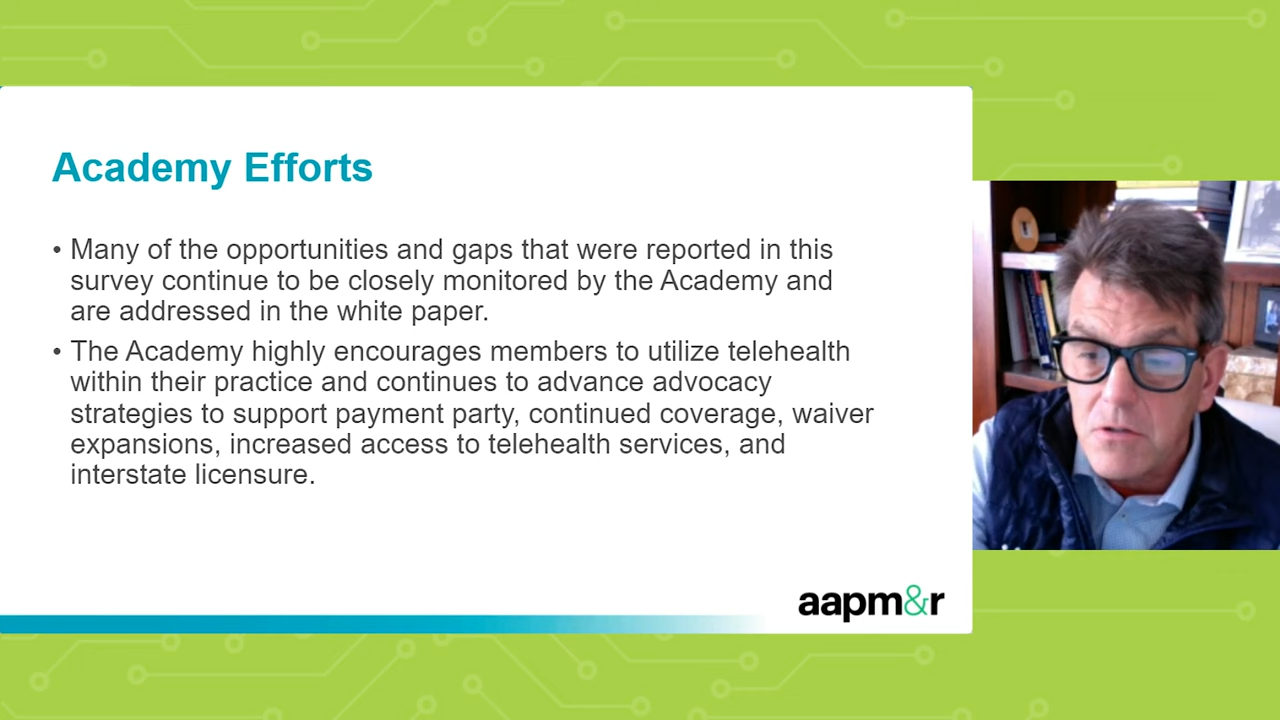 Academy Efforts
• Many of the opportunities and gaps that were reported in this
survey continue to be closely monitored by the Academy and
are addressed in the white paper.
• The Academy highly encourages members to utilize telehealth
within their practice and continues to advance advocacy
strategies to support payment party, continued coverage, waiver
expansions, increased access to telehealth services, and
interstate licensure.
aapm&r